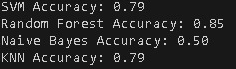 SVM Accuracy: 0.79
Random Forest Accuracy: 0.85
Naive Bayes Accuracy: 0.50
KNN Accuracy: 0.79